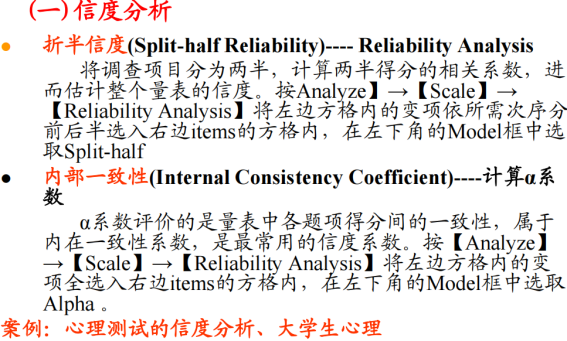 (一)信度分析
折半信度(Split-half Reliability)---- Reliability Analysis
将调查项目分为两半，计算两半得分的相关系数，进
而估计整个量表的信度。按Analyze】→【Scale】→
【Reliability Analysis】将左边方格内的变项依所需次序分
前后半选入右边items的方格内，在左下角的Model框中选
取Split-half
内部一致性(Internal Consistency Coefficient)----计算α系
数
α系数评价的是量表中各题项得分间的一致性，属于
内在一致性系数，是最常用的信度系数。按【Analyze】
→【Scale】→【Reliability Analysis】将左边方格内的变
项全选入右边items的方格内，在左下角的Model框中选取
Alpha 。
案例：心理测试的信度分析、大学生心理